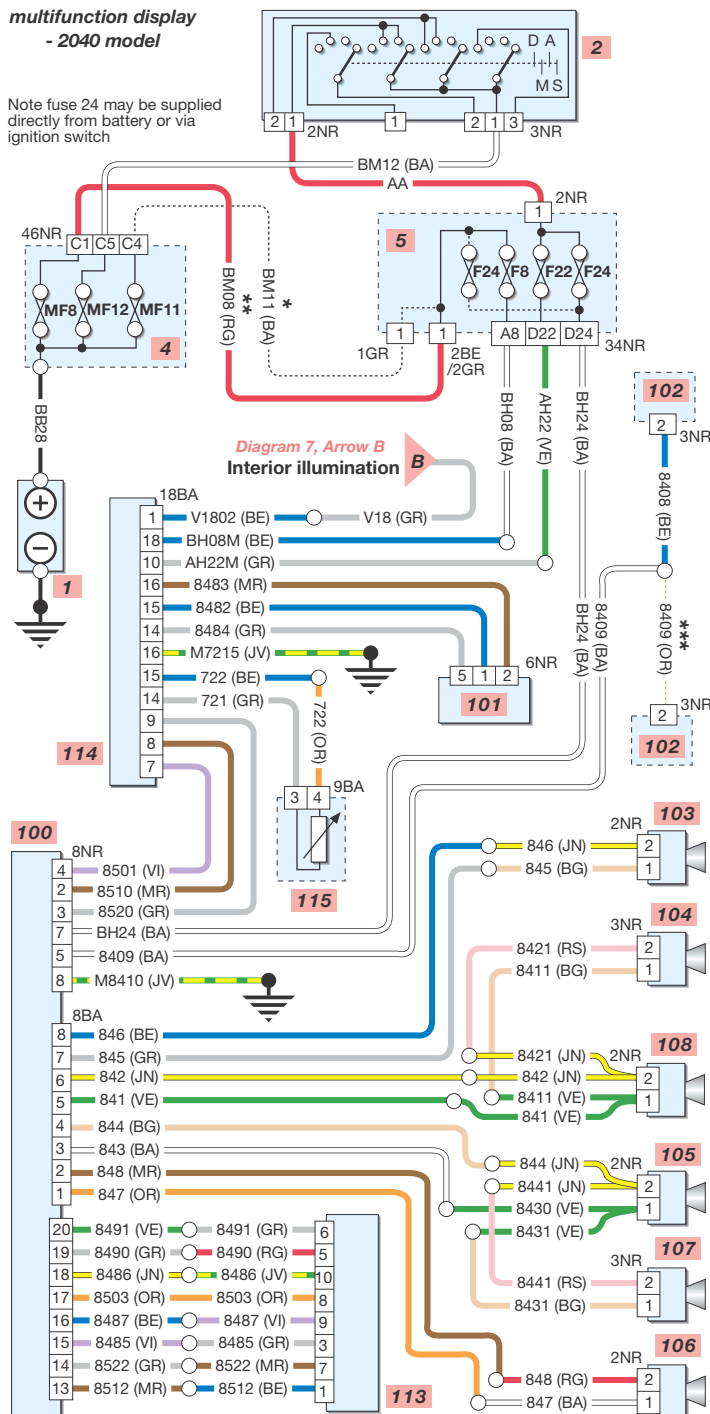 multifunction display
- 2040 model
Note fuse 24 may be supplied
directly from battery or via
ignition switch
D A
M S
2
2 1
2NR
1
2 1 3
3NR
BM12 (BA)
AA
46NR
C1 C5 C4
MF8 MF12 MF11
4
BM08 (RG)
**
BM11 (BA)
*
2NR
1
5
F24 F8 F22 F24
1
1GR
1
2BE
/2GR
A8 D22 D24
34NR
BB28
+
−
1
BH08 (BA)
AH22 (VE)
BH24 (BA)
102
2
3NR
8408 (BE)
Diagram 7, Arrow B
Interior illumination
B
18BA
1 V1802 (BE) V18 (GR)
18 BH08M (BE)
10 AH22M (GR)
16 8483 (MR)
15 8482 (BE)
14 8484 (GR)
16 M7215 (JV)
15 722 (BE)
14 721 (GR)
9
8
7
114
722 (OR)
5 1 2
6NR
101
BH24 (BA)
8409 (BA)
8409 (OR)
***
2
3NR
102
3 4
9BA
115
100
8NR
4 8501 (VI)
2 8510 (MR)
3 8520 (GR)
7 BH24 (BA)
5 8409 (BA)
8 M8410 (JV)
8BA
8 846 (BE)
7 845 (GR)
6 842 (JN)
5 841 (VE)
4 844 (BG)
3 843 (BA)
2 848 (MR)
1 847 (OR)
103
2NR
846 (JN) 2
845 (BG) 1
104
3NR
8421 (RS) 2
8411 (BG) 1
108
2NR
8421 (JN)
842 (JN) 2
8411 (VE) 1
841 (VE)
105
2NR
844 (JN)
8441 (JN) 2
8430 (VE) 1
8431 (VE)
107
3NR
8441 (RS) 2
8431 (BG) 1
106
2NR
848 (RG) 2
847 (BA) 1
20 8491 (VE) 8491 (GR) 6
19 8490 (GR) 8490 (RG) 5
18 8486 (JN) 8486 (JV) 10
17 8503 (OR) 8503 (OR) 8
16 8487 (BE) 8487 (VI) 9
15 8485 (VI) 8485 (GR) 3
14 8522 (GR) 8522 (MR) 7
13 8512 (MR) 8512 (BE) 1
113